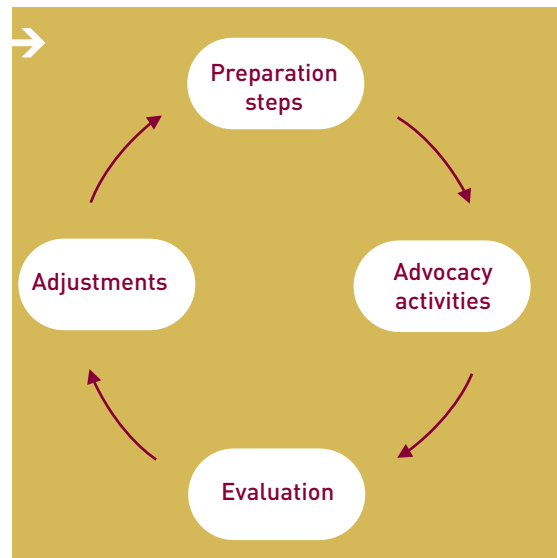 Preparation
steps
Advocacy
activities
Evaluation
Adjustments